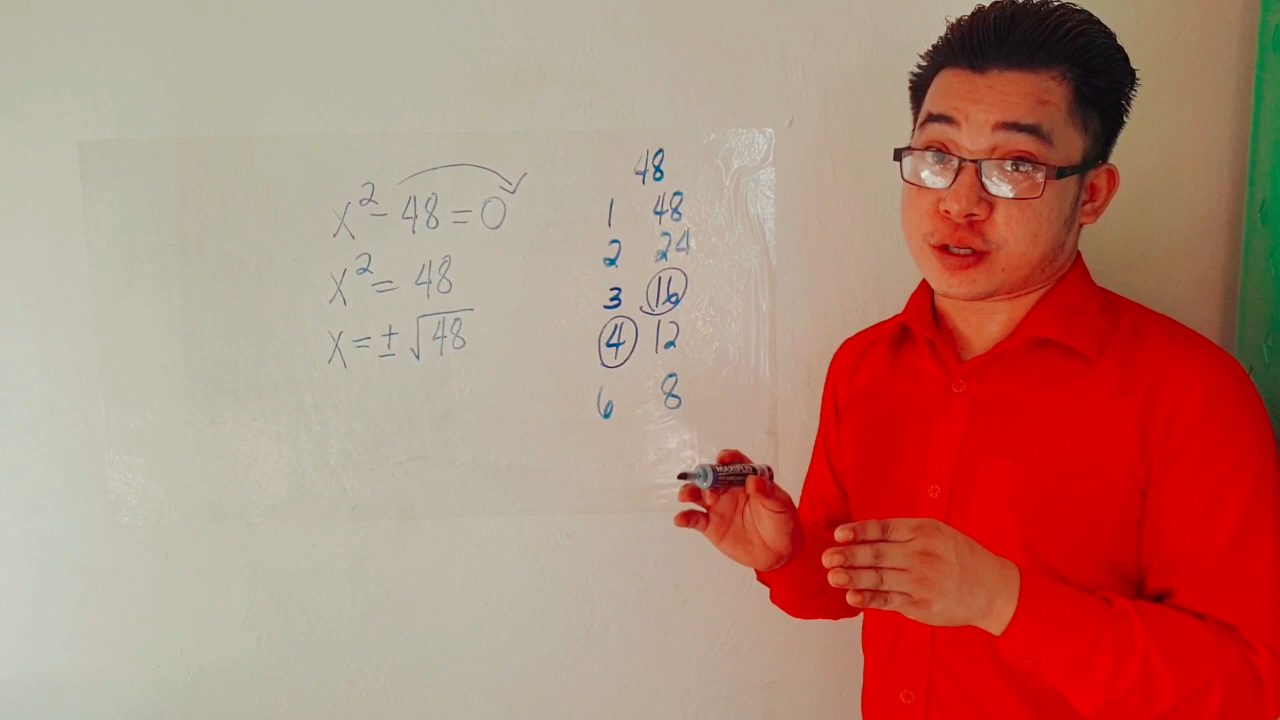 x² - 48 = 0
x² = 48
x = ± √48
48
1 48
2 24
3 16
4 12
6 8